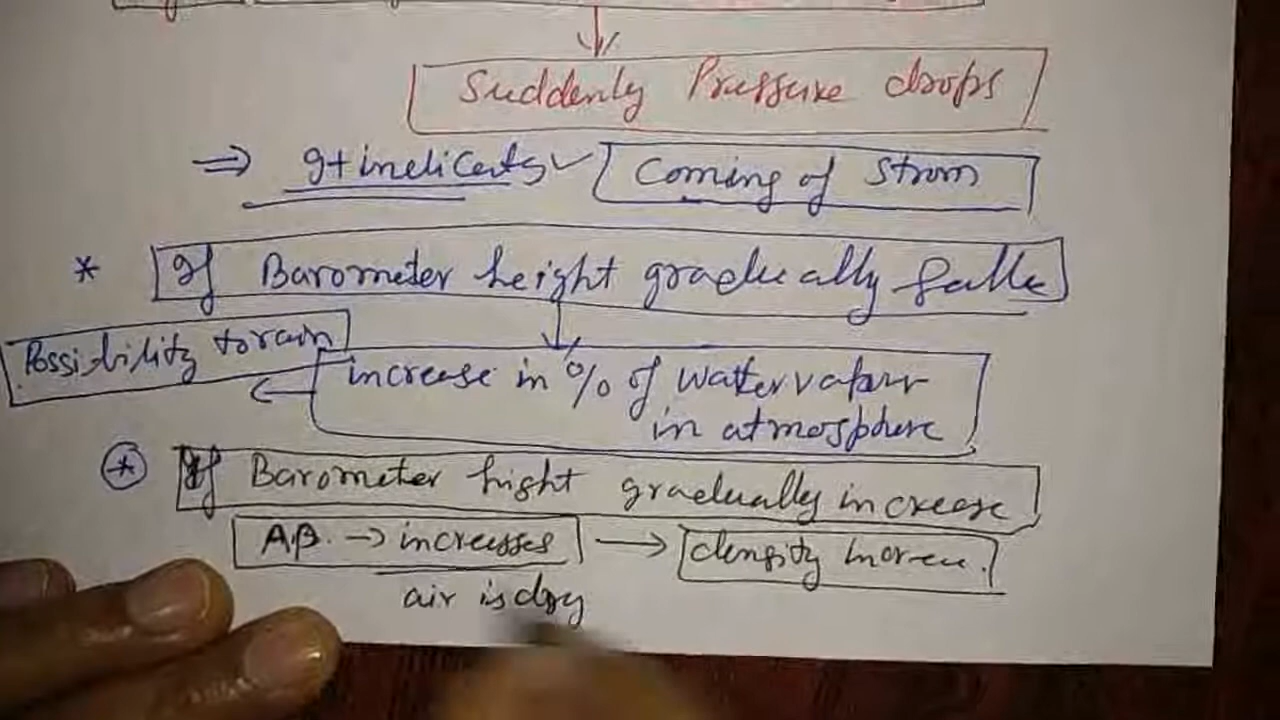 Suddenly Pressure drops
⇒ It indicates Coming of Strom
* If Barometer height gradually falls
Possibility to rain
increase in % of watter vapour
in atmosphere
* If Barometer hight gradually increase
A.P. → increases → density increa.
air is dry